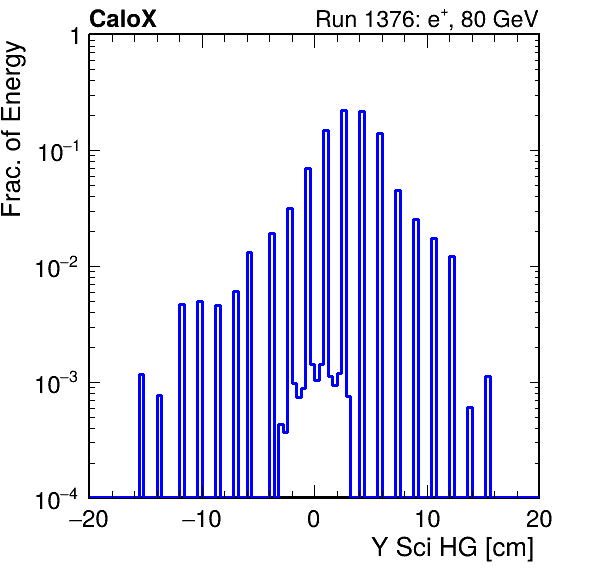 CaloX Run 1376: e⁺, 80 GeV
Frac. of Energy
1
10⁻¹
10⁻²
10⁻³
10⁻⁴
−20 −10 0 10 20
Y Sci HG [cm]